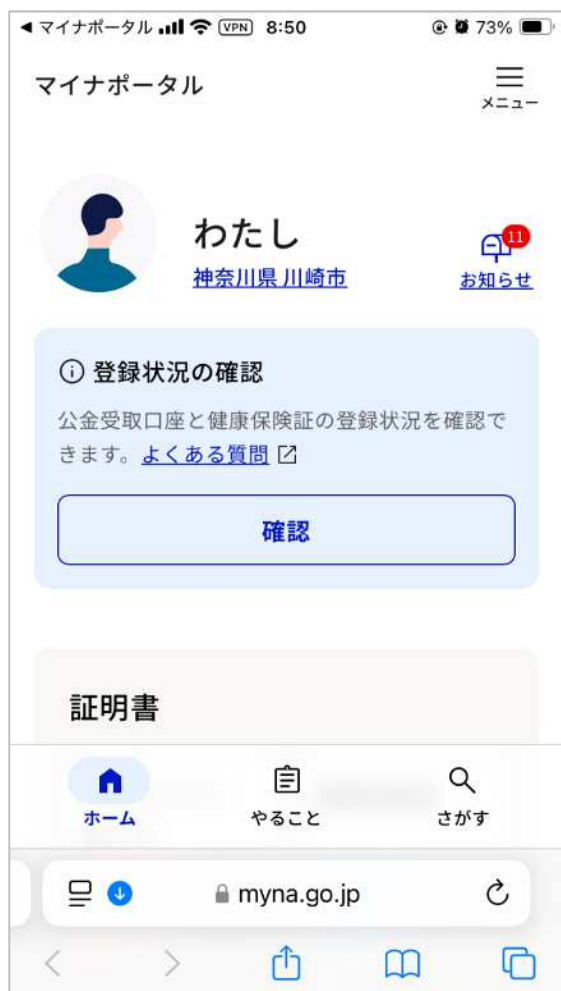 ◀ マイナポータル VPN 8:50 73%
マイナポータル
メニュー
わたし
神奈川県 川崎市
11
お知らせ
登録状況の確認
公金受取口座と健康保険証の登録状況を確認で
きます。よくある質問
確認
証明書
ホーム やること さがす
myna.go.jp